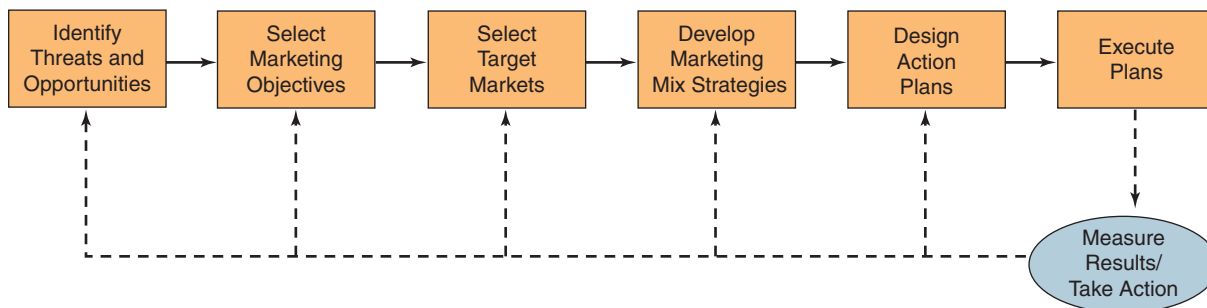 Identify
Threats and
Opportunities
Select
Marketing
Objectives
Select
Target
Markets
Develop
Marketing
Mix Strategies
Design
Action
Plans
Execute
Plans
Measure
Results/
Take Action